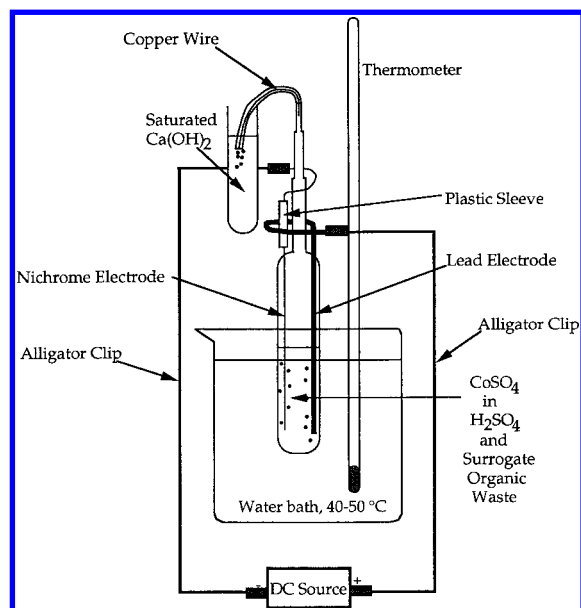 Copper Wire
Thermometer
Saturated
Ca(OH)2
Plastic Sleeve
Nichrome Electrode
Lead Electrode
Alligator Clip
Alligator Clip
CoSO4
in
H2SO4
and
Surrogate
Organic
Waste
Water bath, 40-50 °C
- DC Source +